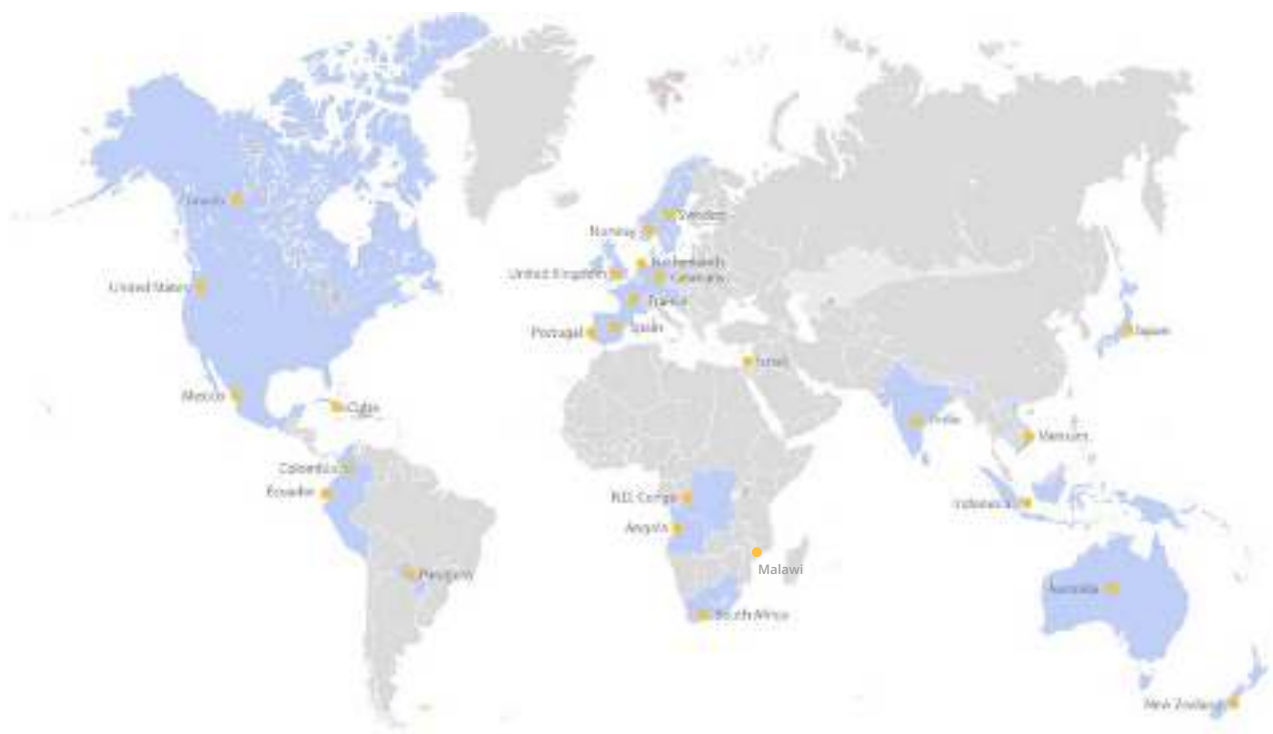 Canada
Sweden
Norway
Netherlands
United Kingdom
Germany
United States
France
Spain
Portugal
Japan
Israel
Mexico
Cuba
India
Vietnam
Colombia
Ecuador
R.D. Congo
Indonesia
Angola
Malawi
Paraguay
Australia
South Africa
New Zealand